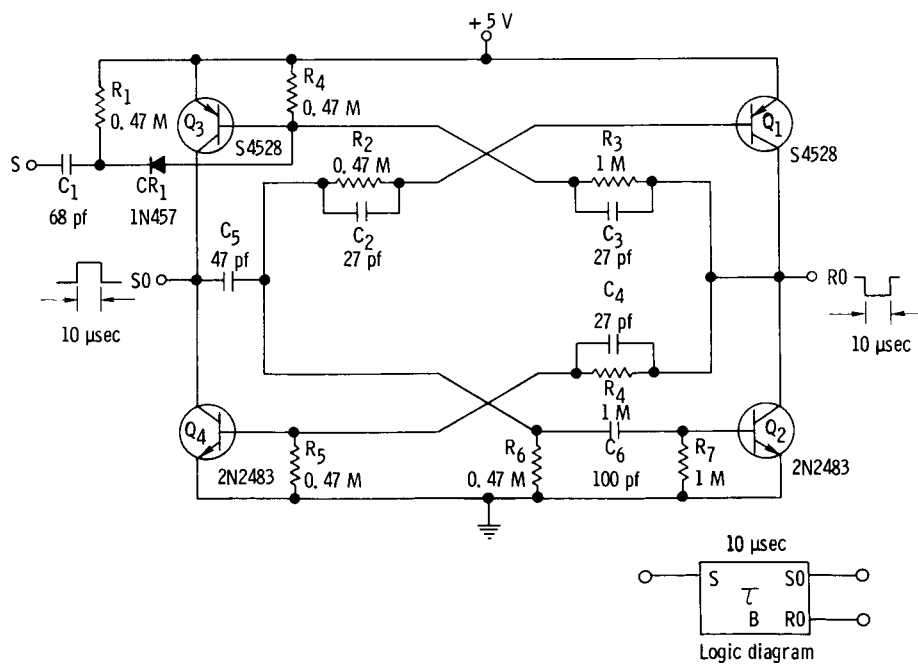 +5 V
R1
0.47 M
R4
0.47 M
Q3
S4528
Q1
S4528
S
C1
68 pf
CR1
1N457
R2
0.47 M
C2
27 pf
R3
1 M
C3
27 pf
C5
47 pf
S0
10 μsec
R0
10 μsec
C4
27 pf
R4
1 M
C6
100 pf
Q4
2N2483
R5
0.47 M
R6
0.47 M
R7
1 M
Q2
2N2483
10 μsec
S
S0
τ
B
R0
Logic diagram